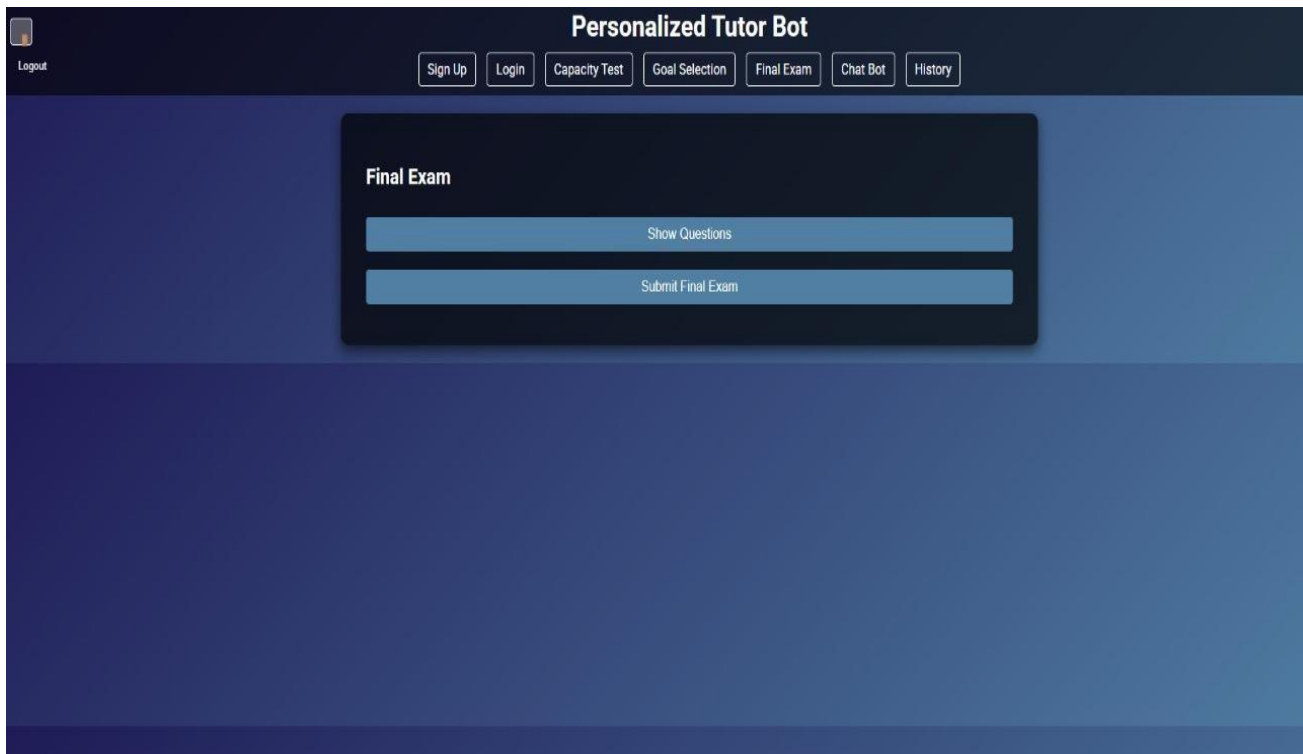 Personalized Tutor Bot
Logout
Sign Up Login Capacity Test Goal Selection Final Exam Chat Bot History
Final Exam
Show Questions
Submit Final Exam